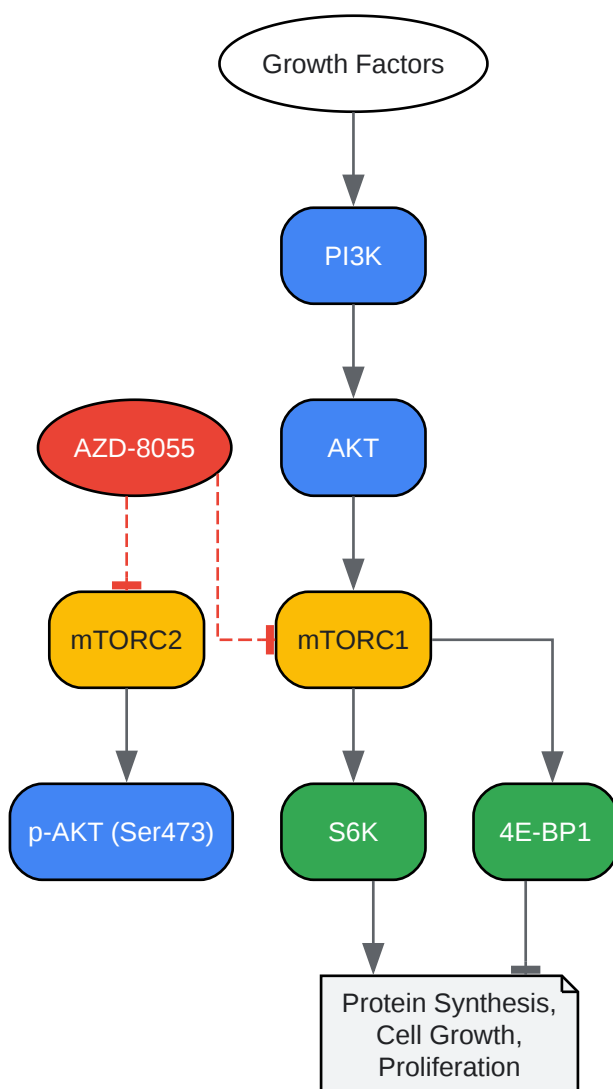 Growth Factors
PI3K
AZD-8055
AKT
mTORC2
mTORC1
p-AKT (Ser473)
S6K
4E-BP1
Protein Synthesis,
Cell Growth,
Proliferation